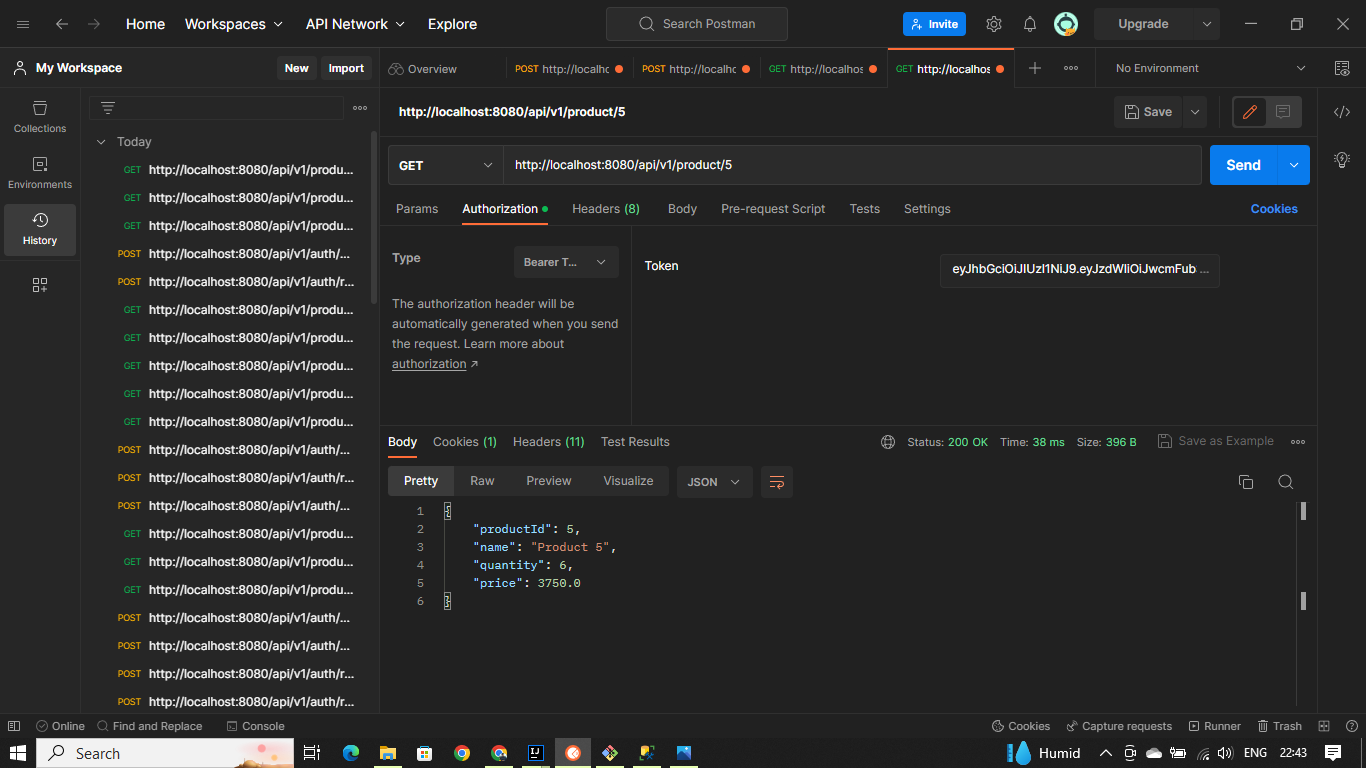 Home Workspaces API Network Explore Search Postman Invite Upgrade
My Workspace New Import Overview POST http://localhc POST http://localhc GET http://localhos GET http://localhos No Environment
http://localhost:8080/api/v1/product/5 Save
Collections
Environments
History
Today
GET http://localhost:8080/api/v1/produ...
GET http://localhost:8080/api/v1/produ...
GET http://localhost:8080/api/v1/produ...
POST http://localhost:8080/api/v1/auth/...
POST http://localhost:8080/api/v1/auth/r...
GET http://localhost:8080/api/v1/produ...
GET http://localhost:8080/api/v1/produ...
GET http://localhost:8080/api/v1/produ...
GET http://localhost:8080/api/v1/produ...
GET http://localhost:8080/api/v1/produ...
POST http://localhost:8080/api/v1/auth/...
POST http://localhost:8080/api/v1/auth/r...
POST http://localhost:8080/api/v1/auth/...
GET http://localhost:8080/api/v1/produ...
GET http://localhost:8080/api/v1/produ...
GET http://localhost:8080/api/v1/produ...
POST http://localhost:8080/api/v1/auth/...
POST http://localhost:8080/api/v1/auth/...
POST http://localhost:8080/api/v1/auth/r...
POST http://localhost:8080/api/v1/auth/r...
GET http://localhost:8080/api/v1/product/5 Send
Params Authorization Headers (8) Body Pre-request Script Tests Settings Cookies
Type Bearer T...
The authorization header will be
automatically generated when you send
the request. Learn more about
authorization ↗
Token eyJhbGciOiJIUzI1NiJ9.eyJzdWIiOiJwcmFub ...
Body Cookies (1) Headers (11) Test Results Status: 200 OK Time: 38 ms Size: 396 B Save as Example
Pretty Raw Preview Visualize JSON
1 {
2 "productId": 5,
3 "name": "Product 5",
4 "quantity": 6,
5 "price": 3750.0
6 }
Online Find and Replace Console Cookies Capture requests Runner Trash
Search Humid ENG 22:43